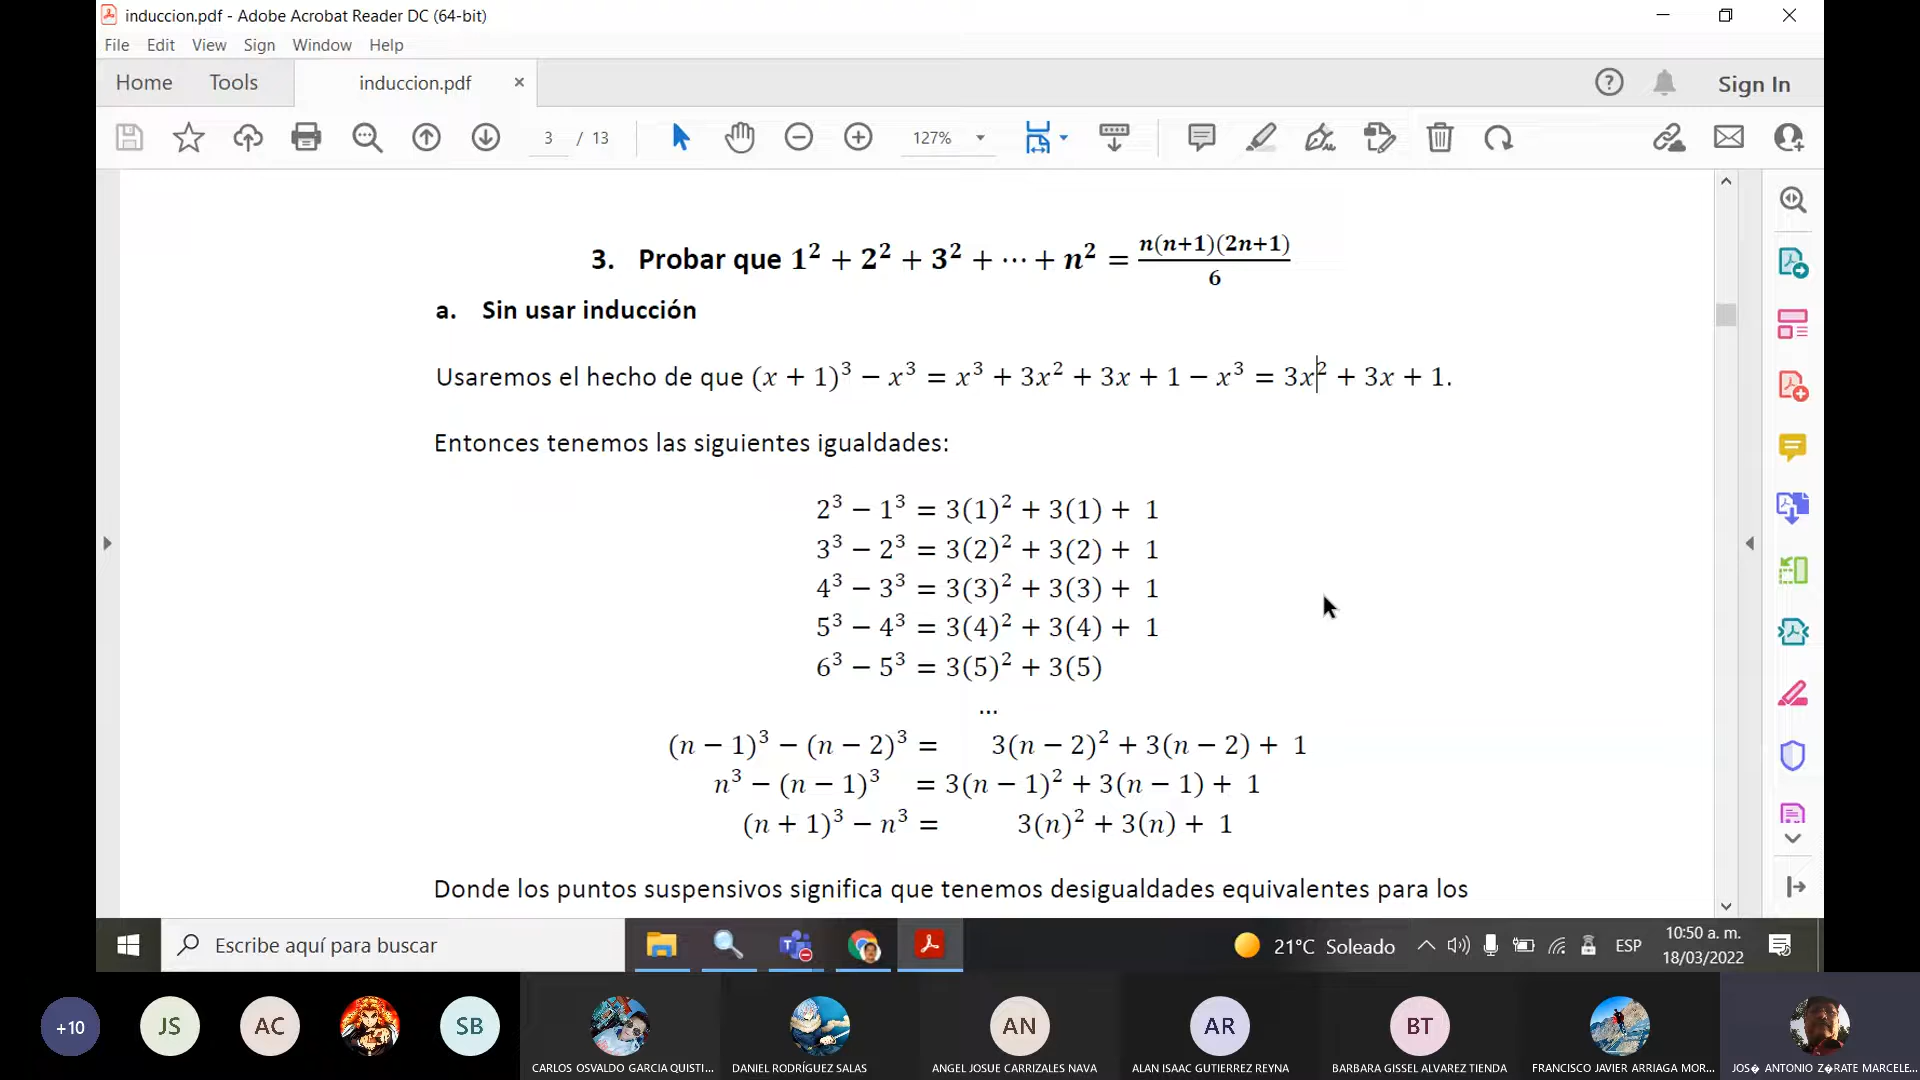 induccion.pdf - Adobe Acrobat Reader DC (64-bit)
File Edit View Sign Window Help
Home Tools induccion.pdf × Sign In
3 / 13 127%
3. Probar que 1² + 2² + 3² + ⋯ + n² = n(n+1)(2n+1)/6
a. Sin usar inducción
Usaremos el hecho de que (x + 1)³ − x³ = x³ + 3x² + 3x + 1 − x³ = 3x² + 3x + 1.
Entonces tenemos las siguientes igualdades:
2³ − 1³ = 3(1)² + 3(1) + 1
3³ − 2³ = 3(2)² + 3(2) + 1
4³ − 3³ = 3(3)² + 3(3) + 1
5³ − 4³ = 3(4)² + 3(4) + 1
6³ − 5³ = 3(5)² + 3(5)
...
(n − 1)³ − (n − 2)³ = 3(n − 2)² + 3(n − 2) + 1
n³ − (n − 1)³ = 3(n − 1)² + 3(n − 1) + 1
(n + 1)³ − n³ = 3(n)² + 3(n) + 1
Donde los puntos suspensivos significa que tenemos desigualdades equivalentes para los
Escribe aquí para buscar
21°C Soleado
ESP
10:50 a. m.
18/03/2022
+10 JS AC SB AN AR BT
CARLOS OSVALDO GARCIA QUISTI... DANIEL RODRÍGUEZ SALAS ANGEL JOSUE CARRIZALES NAVA ALAN ISAAC GUTIERREZ REYNA BARBARA GISSEL ALVAREZ TIENDA FRANCISCO JAVIER ARRIAGA MOR... JOS� ANTONIO Z�RATE MARCELE...